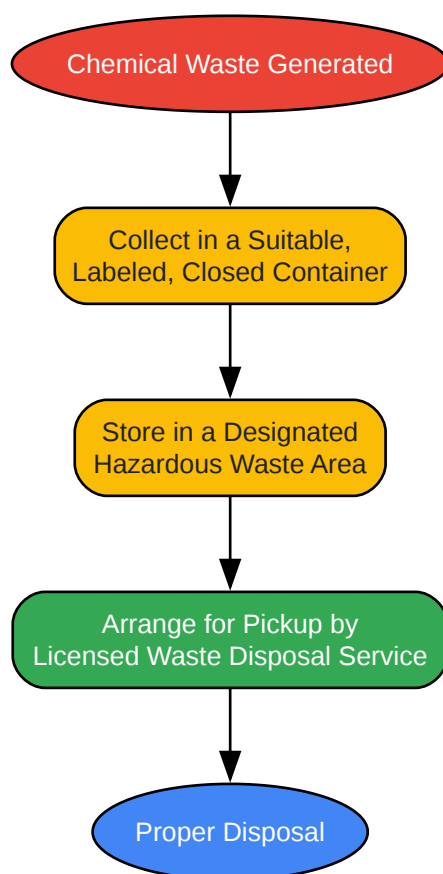 Chemical Waste Generated
Collect in a Suitable,
Labeled, Closed Container
Store in a Designated
Hazardous Waste Area
Arrange for Pickup by
Licensed Waste Disposal Service
Proper Disposal